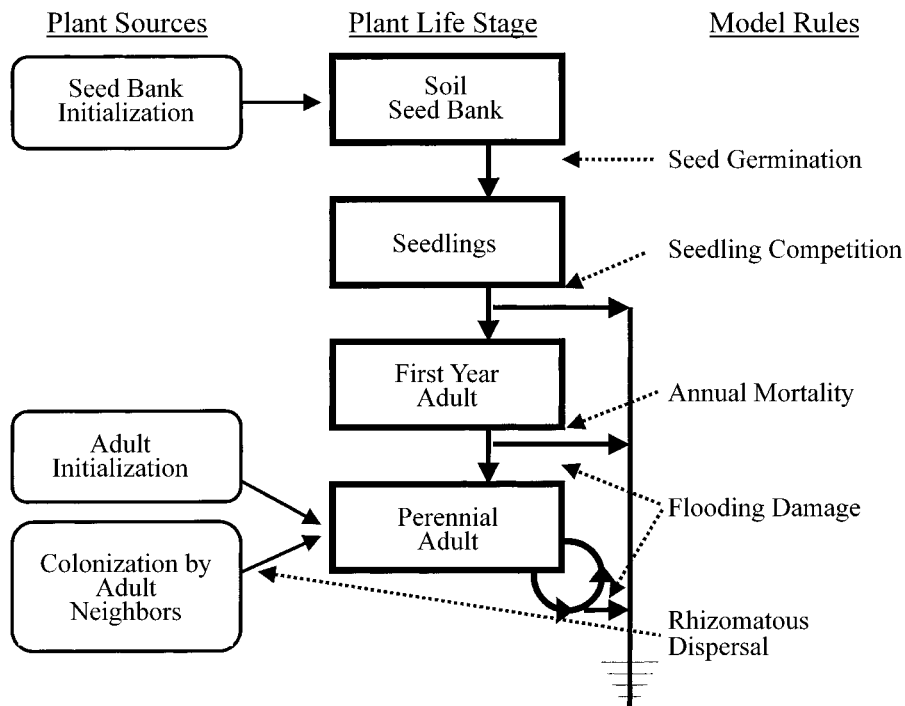 Plant Sources
Plant Life Stage
Model Rules
Seed Bank
Initialization
Soil
Seed Bank
Seed Germination
Seedlings
Seedling Competition
First Year
Adult
Annual Mortality
Adult
Initialization
Perennial
Adult
Flooding Damage
Colonization by
Adult
Neighbors
Rhizomatous
Dispersal